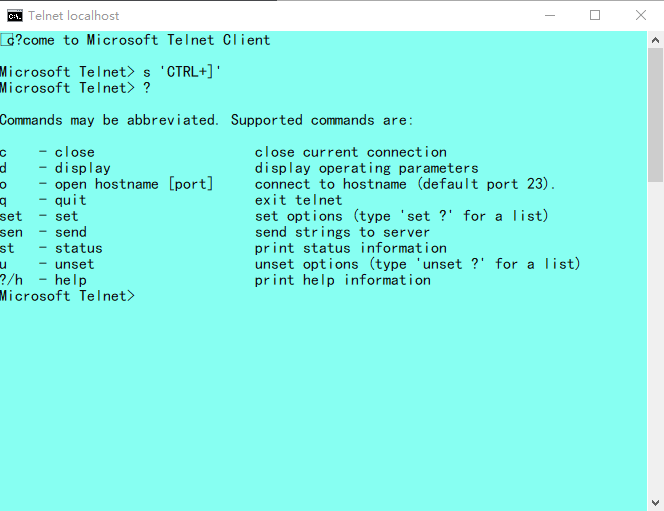 Telnet localhost
c?come to Microsoft Telnet Client
Microsoft Telnet> s 'CTRL+]'
Microsoft Telnet> ?
Commands may be abbreviated. Supported commands are:
c - close close current connection
d - display display operating parameters
o - open hostname [port] connect to hostname (default port 23).
q - quit exit telnet
set - set set options (type 'set ?' for a list)
sen - send send strings to server
st - status print status information
u - unset unset options (type 'unset ?' for a list)
?/h - help print help information
Microsoft Telnet>